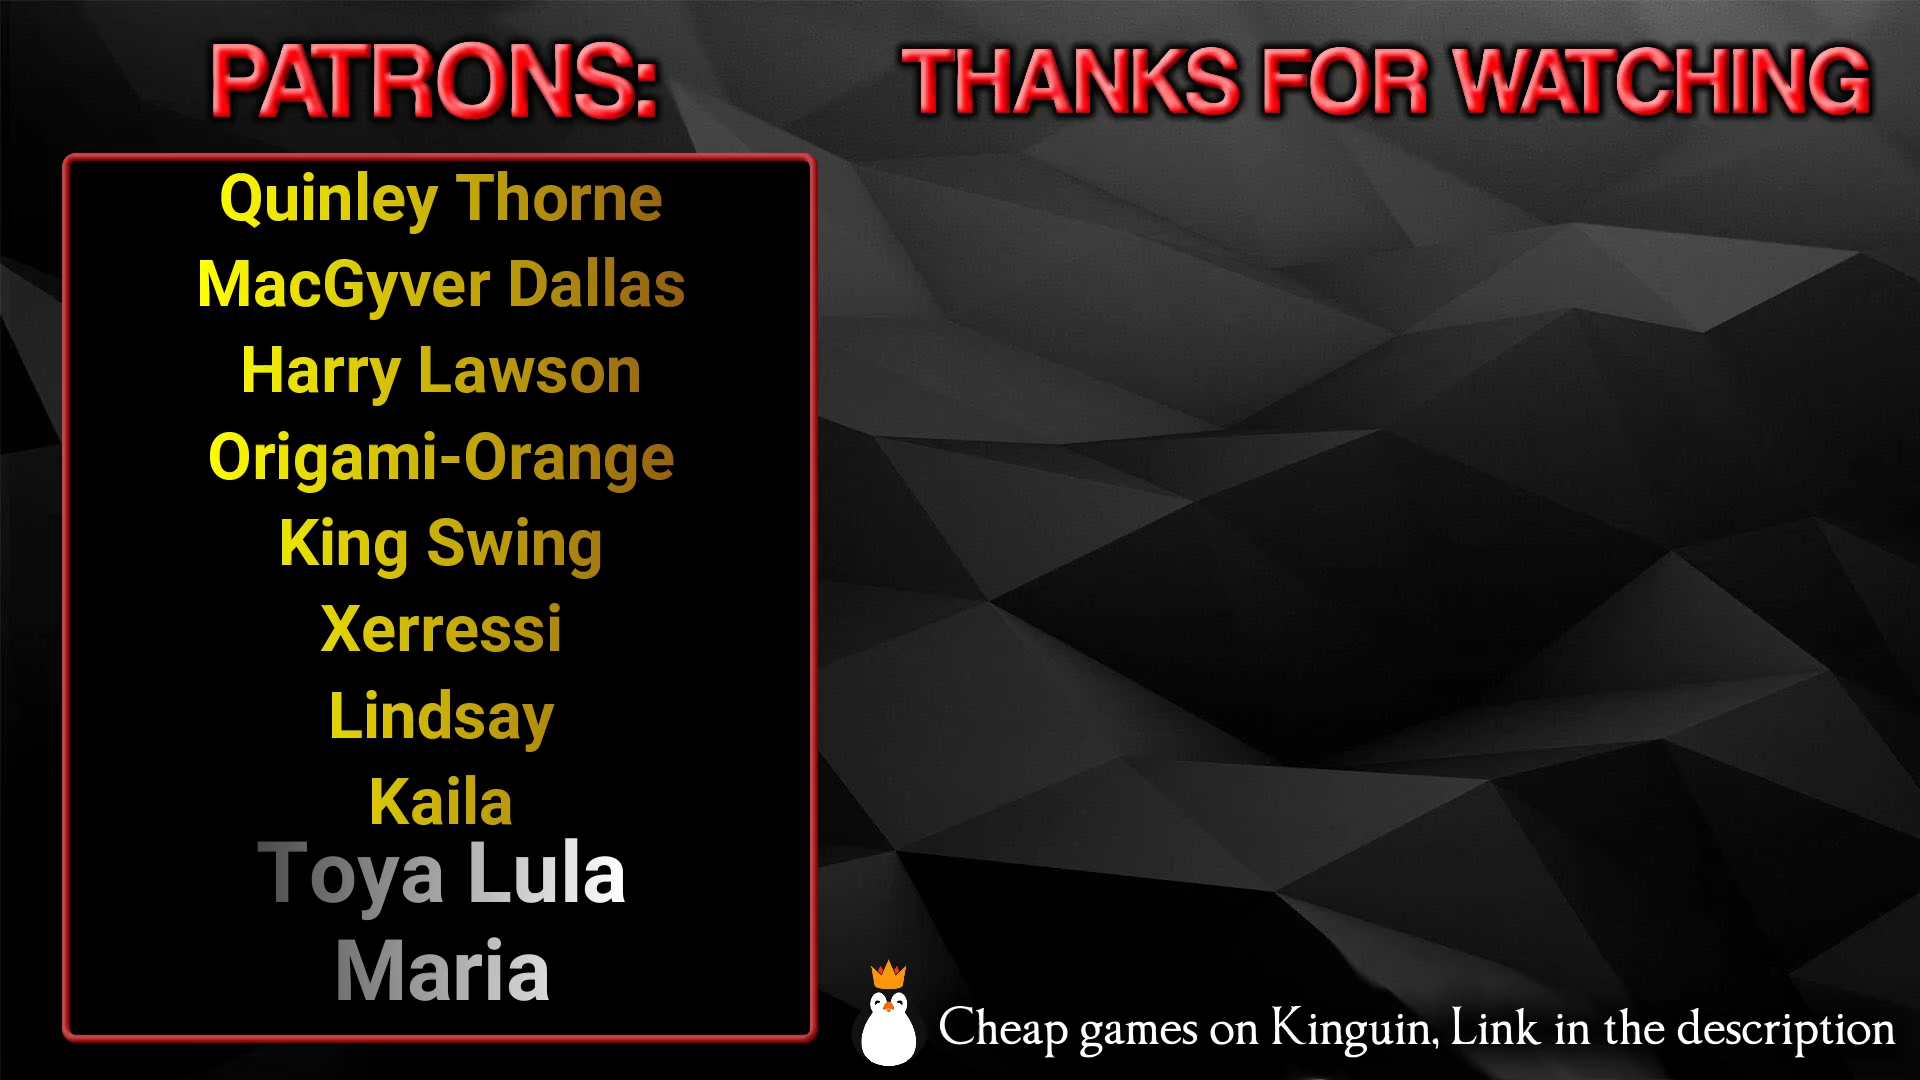 PATRONS:
THANKS FOR WATCHING
Quinley Thorne
MacGyver Dallas
Harry Lawson
Origami-Orange
King Swing
Xerressi
Lindsay
Kaila
Toya Lula
Maria
Cheap games on Kinguin, Link in the description